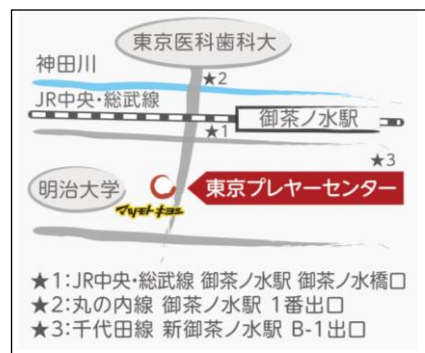 東京医科歯科大
神田川
★2
JR中央・総武線
御茶ノ水駅
★1
★3
明治大学
東京プレヤーセンター
マツモトキヨシ
★1:JR中央・総武線 御茶ノ水駅 御茶ノ水橋口
★2:丸の内線 御茶ノ水駅 1番出口
★3:千代田線 新御茶ノ水駅 B-1出口